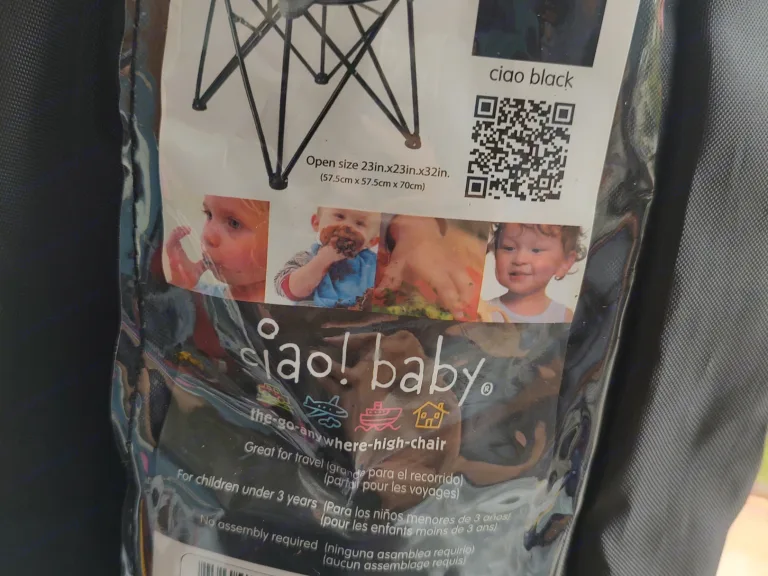 ciao black
Open size 23in.x23in.x32in.
(57.5cm x 57.5cm x 70cm)
ciao! baby®
the-go-anywhere-high-chair
Great for travel (grande para el recorrido)
(parfait pour les voyages)
For children under 3 years (Para los niños menores de 3 años)
(pour les enfants moins de 3 ans)
No assembly required (ninguna asamblea requirio)
(aucun assemblage requis)